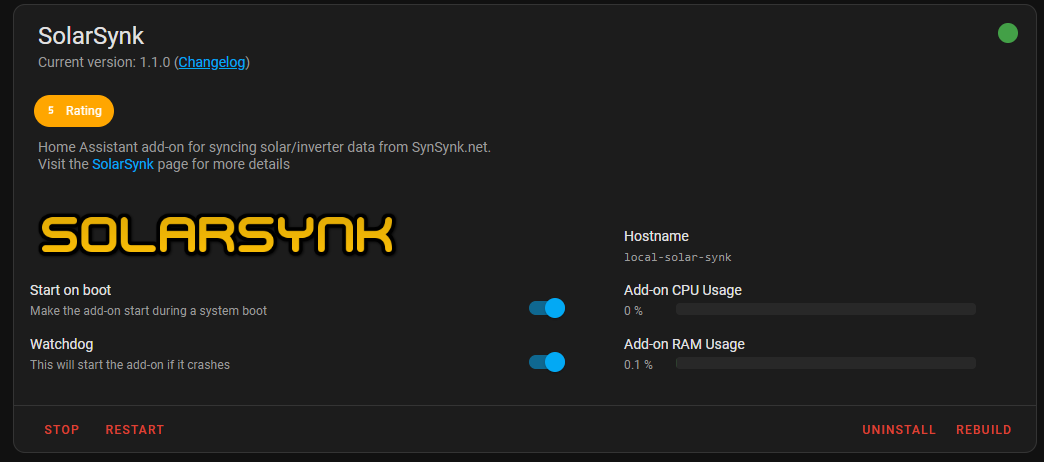 SolarSynk
Current version: 1.1.0 (Changelog)
5 Rating
Home Assistant add-on for syncing solar/inverter data from SynSynk.net.
Visit the SolarSynk page for more details
SOLARSYNK
Hostname
local-solar-synk
Start on boot
Make the add-on start during a system boot
Add-on CPU Usage
0 %
Watchdog
This will start the add-on if it crashes
Add-on RAM Usage
0.1 %
STOP RESTART UNINSTALL REBUILD